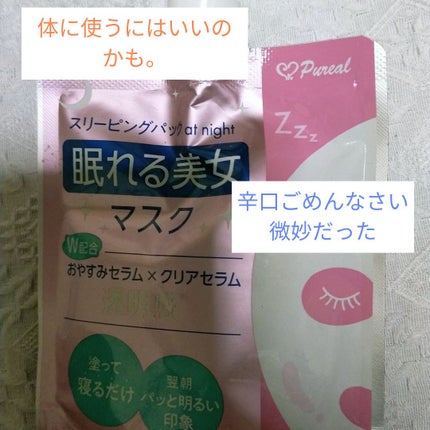 体に使うにはいいの
かも。
Pureal
スリーピングパック at night
Zzz
眠れる美女
マスク
辛口ごめんなさい
微妙だった
W配合
おやすみセラム×クリアセラム
透明感
塗って
寝るだけ
翌朝
パッと明るい
印象